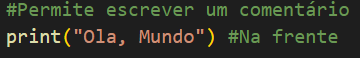 #Permite escrever um comentário
print("Ola, Mundo") #Na frente